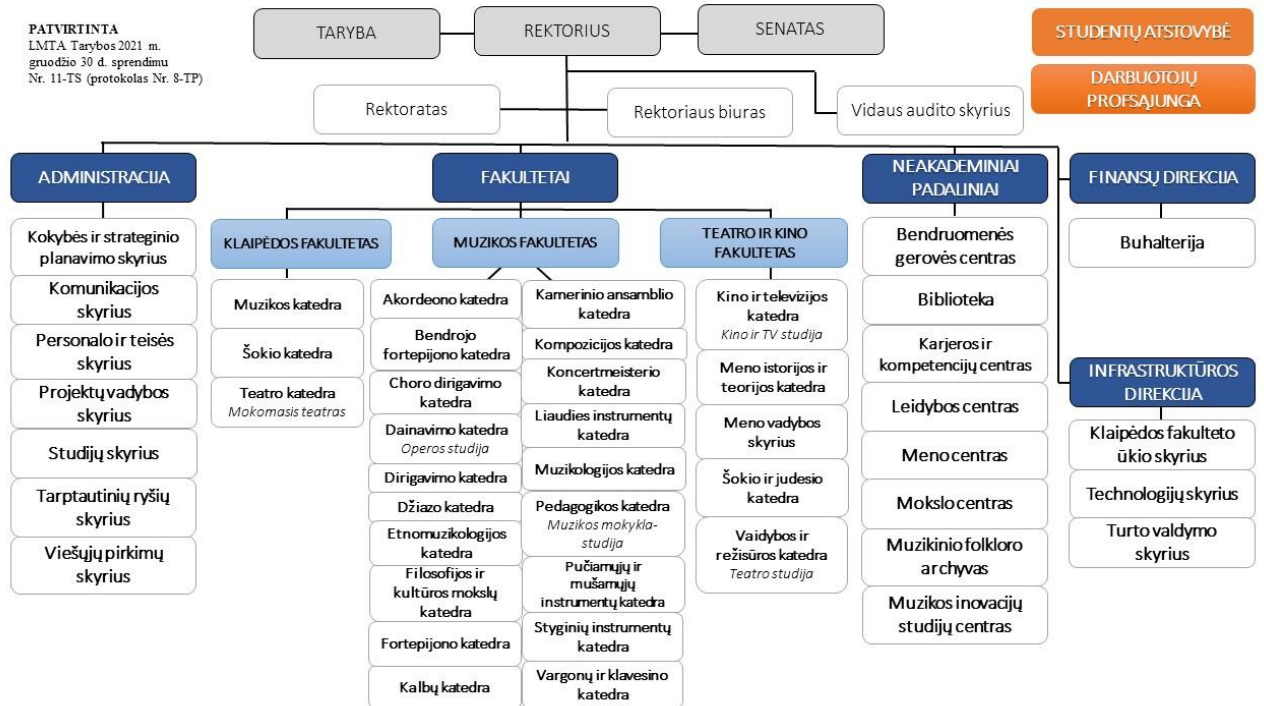 PATVIRTINTA
LMTA Tarybos 2021 m.
gruodžio 30 d. sprendimu
Nr. 11-TS (protokolas Nr. 8-TP)
TARYBA
REKTORIUS
SENATAS
STUDENTŲ ATSTOVYBĖ
DARBUOTOJŲ
PROFSĄJUNGA
Rektoratas
Rektoriaus biuras
Vidaus audito skyrius
ADMINISTRACIJA
Kokybės ir strateginio
planavimo skyrius
Komunikacijos
skyrius
Personalo ir teisės
skyrius
Projektų vadybos
skyrius
Studijų skyrius
Tarptautinių ryšių
skyrius
Viešųjų pirkimų
skyrius
FAKULTETAI
KLAIPĖDOS FAKULTETAS
Muzikos katedra
Šokio katedra
Teatro katedra
Mokomasis teatras
MUZIKOS FAKULTETAS
Akordeono katedra
Bendrojo
fortepijono katedra
Choro dirigavimo
katedra
Dainavimo katedra
Operos studija
Dirigavimo katedra
Džiazo katedra
Etnomuzikologijos
katedra
Filosofijos ir
kultūros mokslų
katedra
Fortepijono katedra
Kalbų katedra
Kamerinio ansamblio
katedra
Kompozicijos katedra
Koncertmeisterio
katedra
Liaudies instrumentų
katedra
Muzikologijos katedra
Pedagogikos katedra
Muzikos mokykla-
studija
Pučiamųjų ir
mušamųjų
instrumentų katedra
Styginių instrumentų
katedra
Vargonų ir klavesino
katedra
TEATRO IR KINO
FAKULTETAS
Kino ir televizijos
katedra
Kino ir TV studija
Meno istorijos ir
teorijos katedra
Meno vadybos
skyrius
Šokio ir judesio
katedra
Vaidybos ir
režisūros katedra
Teatro studija
NEAKADEMINIAI
PADALINIAI
Bendruomenės
gerovės centras
Biblioteka
Karjeros ir
kompetencijų centras
Leidybos centras
Meno centras
Mokslo centras
Muzikinio folkloro
archyvas
Muzikos inovacijų
studijų centras
FINANSŲ DIREKCIJA
Buhalterija
INFRASTRUKTŪROS
DIREKCIJA
Klaipėdos fakulteto
ūkio skyrius
Technologijų skyrius
Turto valdymo
skyrius